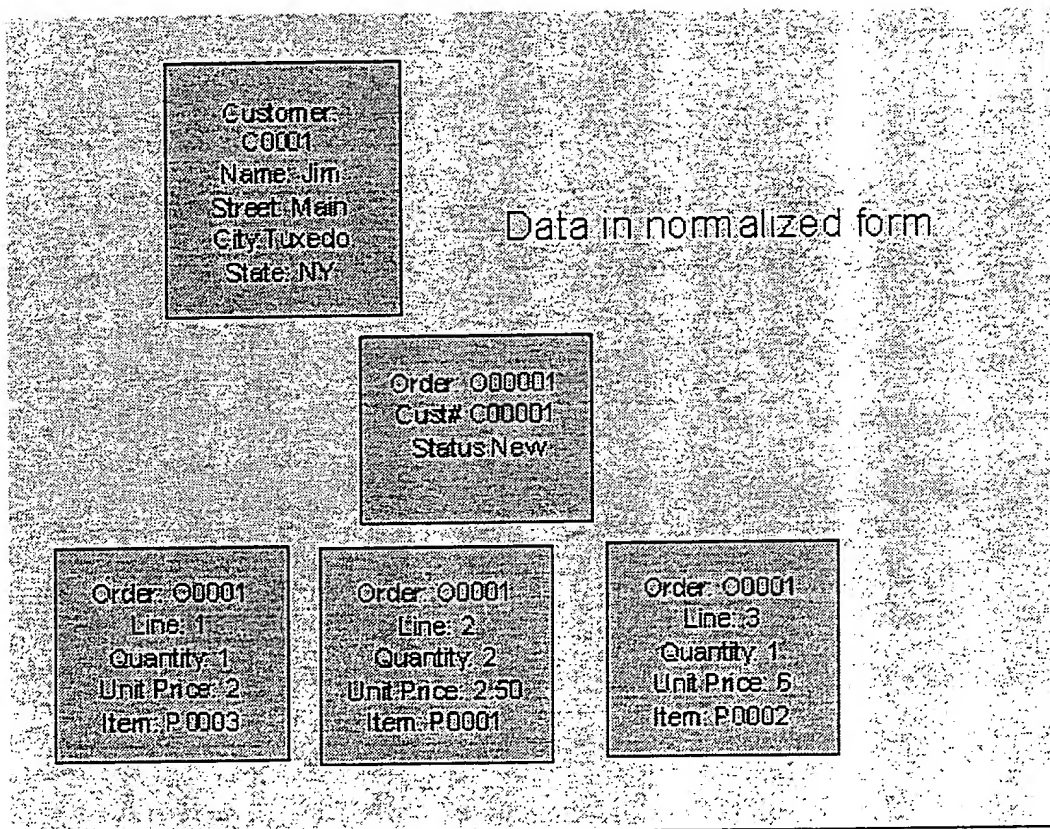 Customer:
C0001
Name: Jim
Street: Main
City:Tuxedo
State: NY
Data in normalized form
Order: O00001
Cust# C00001
Status:New
Order: O0001
Line: 1
Quantity: 1
Unit Price: 2
Item: P0003
Order: O0001
Line: 2
Quantity: 2
Unit Price: 2.50
Item: P0001
Order: O0001
Line: 3
Quantity: 1
Unit Price: 6
Item: P0002